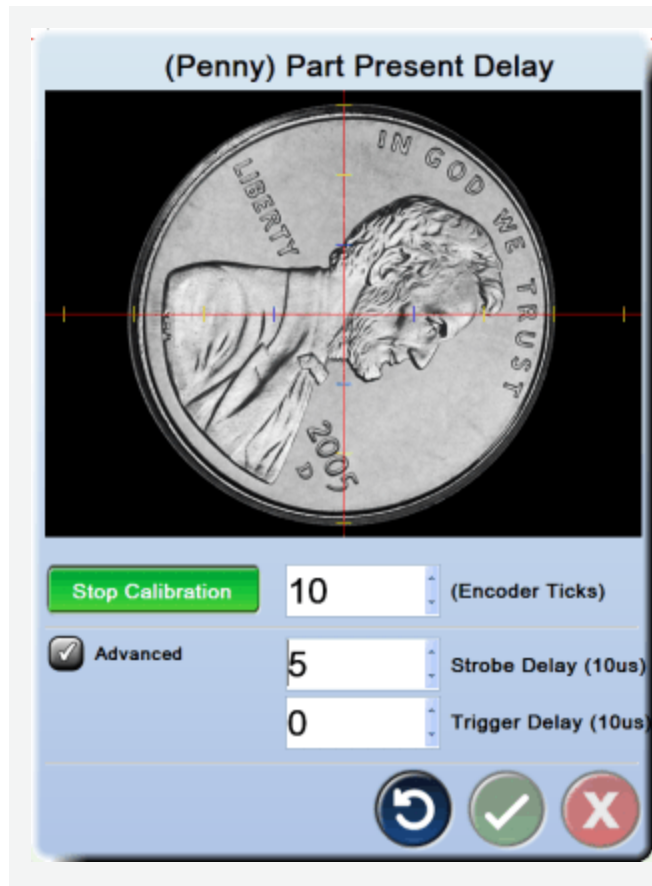 (Penny) Part Present Delay
IN GOD WE TRUST
LIBERTY
2005
D
Stop Calibration
10
(Encoder Ticks)
Advanced
5
Strobe Delay (10us)
0
Trigger Delay (10us)